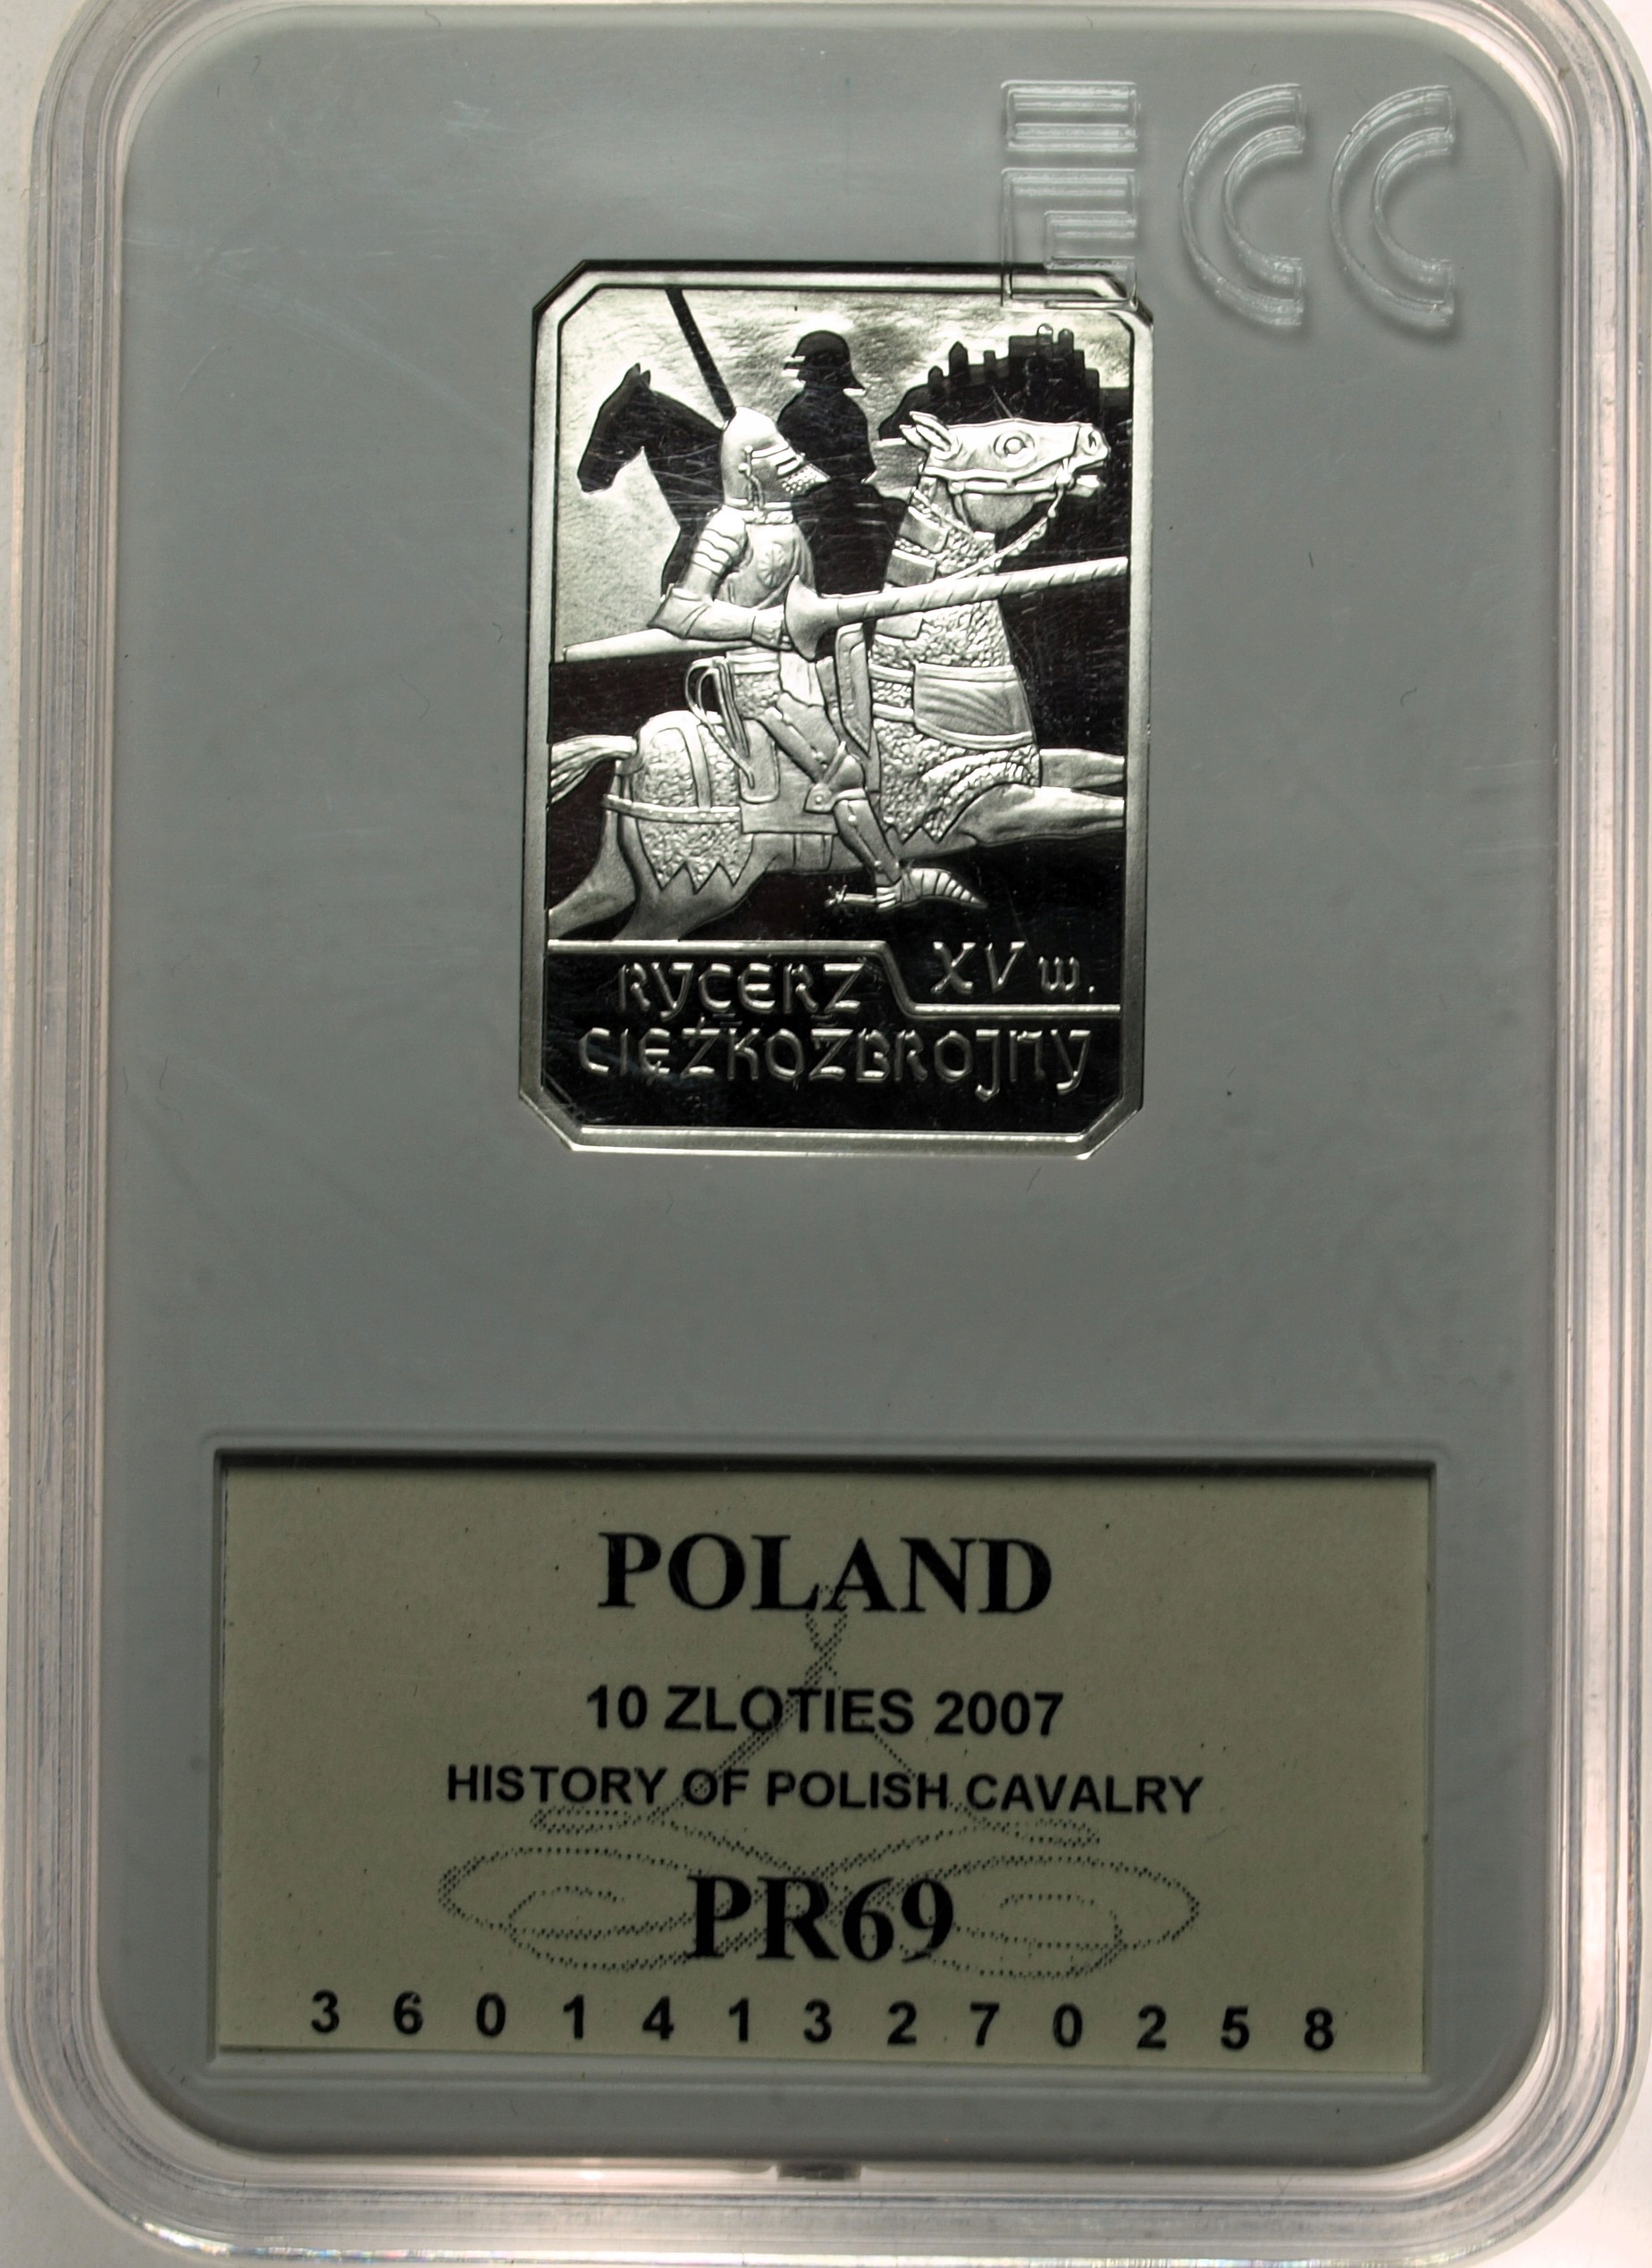 ECC
RYCERZ XV w.
CIĘŻKOZBROJNY
POLAND
10 ZLOTIES 2007
HISTORY OF POLISH CAVALRY
PR69
3 6 0 1 4 1 3 2 7 0 2 5 8